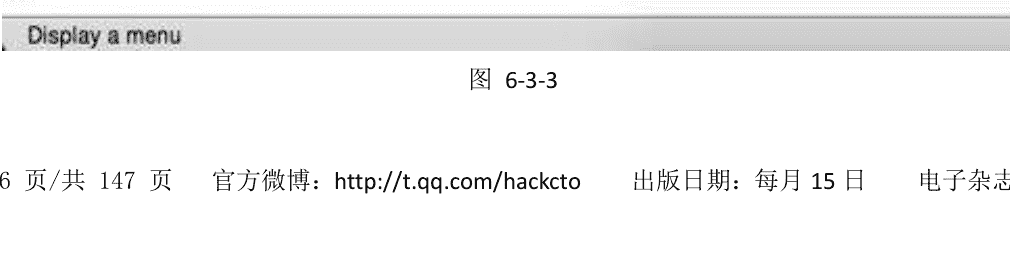 Display a menu
图 6-3-3
6 页/共 147 页 官方微博：http://t.qq.com/hackcto 出版日期：每月 15 日 电子杂志